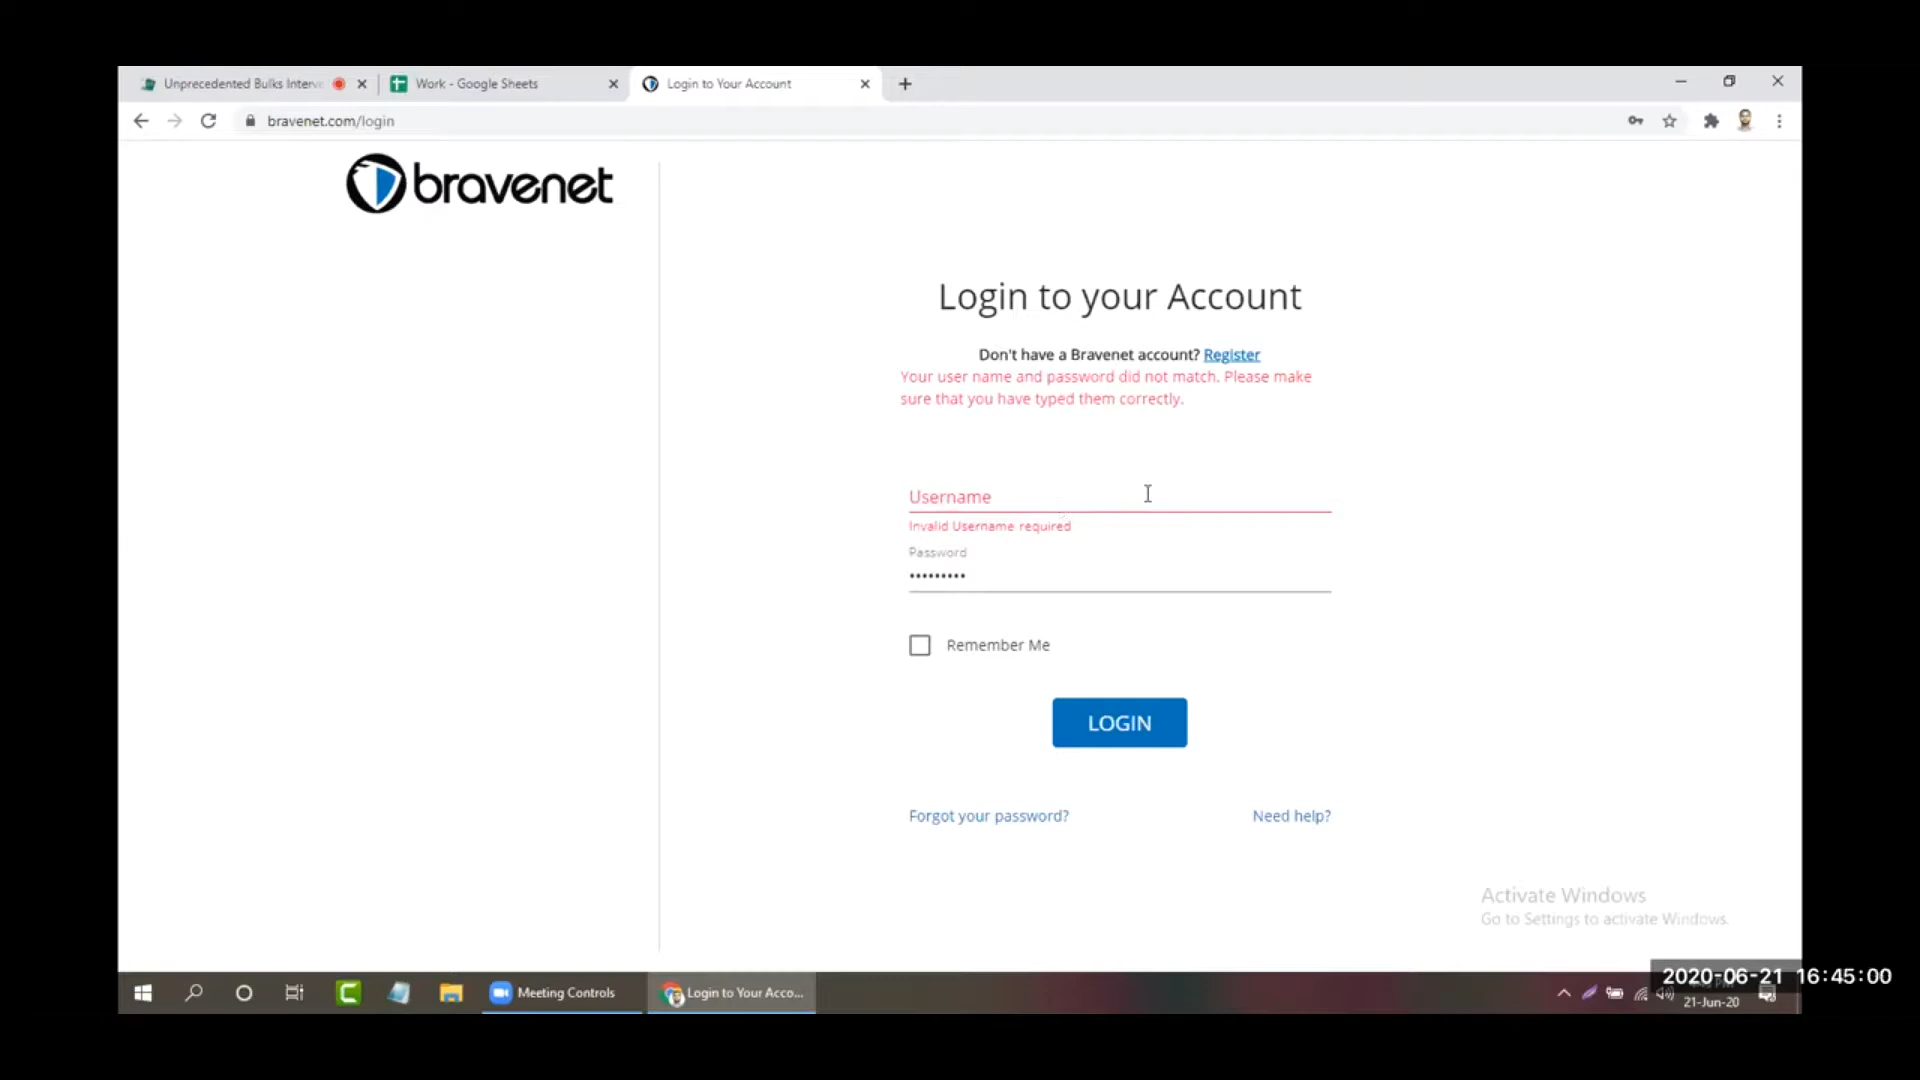 Unprecedented Bulks Interv
Work - Google Sheets
Login to Your Account
bravenet.com/login
bravenet
Login to your Account
Don't have a Bravenet account? Register
Your user name and password did not match. Please make
sure that you have typed them correctly.
Username
Invalid Username required
Password
•••••••••
Remember Me
LOGIN
Forgot your password?
Need help?
Activate Windows
Go to Settings to activate Windows.
Meeting Controls
Login to Your Acco...
2020-06-21 16:45:00
21-Jun-20